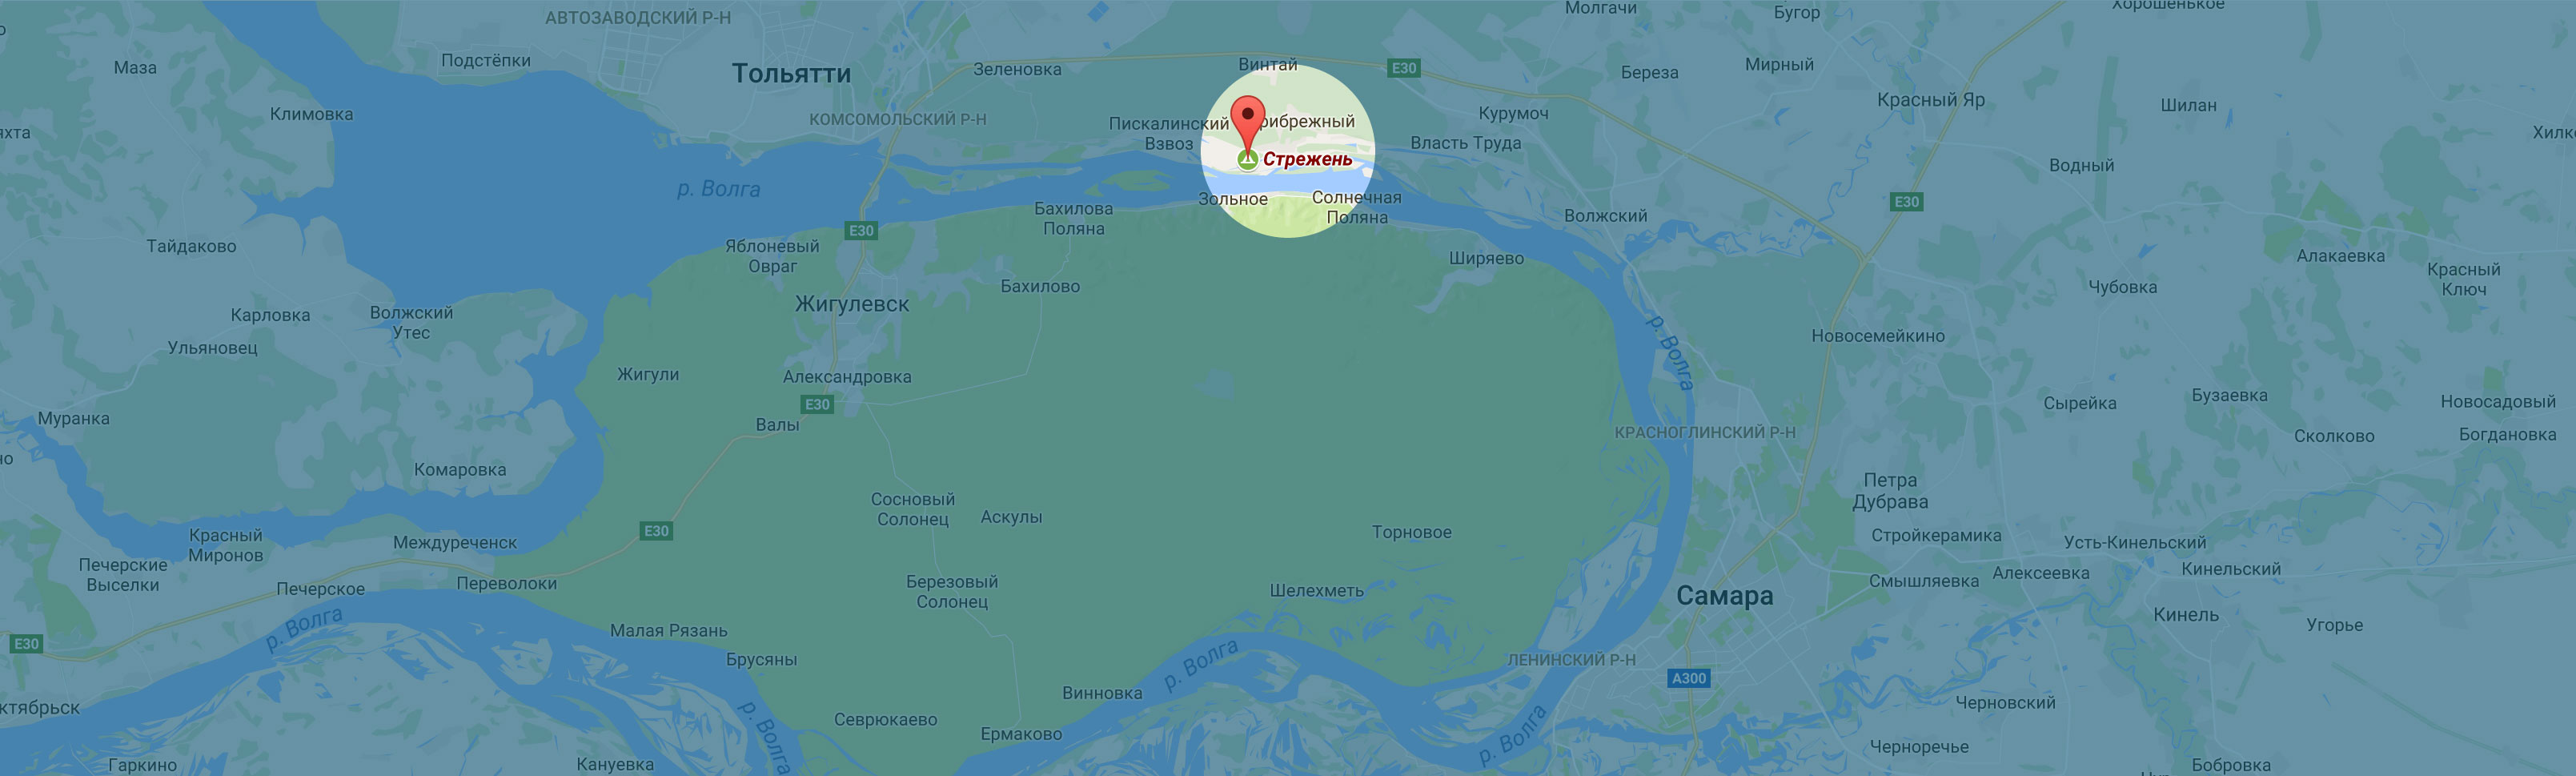 АВТОЗАВОДСКИЙ Р-Н
Молгачи
Бугор
Хорошенькое
Подстёпки
Маза
Тольятти
Зеленовка
Винтай
E30
Береза
Мирный
Климовка
КОМСОМОЛЬСКИЙ Р-Н
Пискалинский
Взвоз
рибрежный
Курумоч
Красный Яр
Шилан
Стрежень
Власть Труда
Водный
р. Волга
Бахилова
Поляна
Зольное
Солнечная
Поляна
Волжский
E30
E30
Тайдаково
Яблоневый
Овраг
Ширяево
Алакаевка
Красный
Ключ
Бахилово
Чубовка
Жигулевск
Карловка
Волжский
Утес
Ульяновец
р. Волга
Новосемейкино
Жигули
Александровка
E30
Муранка
Валы
Сырейка
Бузаевка
Новосадовый
КРАСНОГЛИНСКИЙ Р-Н
Сколково
Богдановка
Комаровка
Петра
Дубрава
Сосновый
Солонец
Аскулы
E30
Торновое
Красный
Миронов
Междуреченск
Стройкерамика
Усть-Кинельский
Печерские
Выселки
Печерское
Переволоки
Березовый
Солонец
Шелехметь
Самара
Смышляевка
Алексеевка
Кинельский
Кинель
Угорье
р. Волга
E30
Малая Рязань
Брусяны
р. Волга
ЛЕНИНСКИЙ Р-Н
A300
Винновка
ктябрьск
Севрюкаево
Ермаково
р. Волга
р. Волга
Черновский
Черноречье
Гаркино
Кануевка
Бобровка